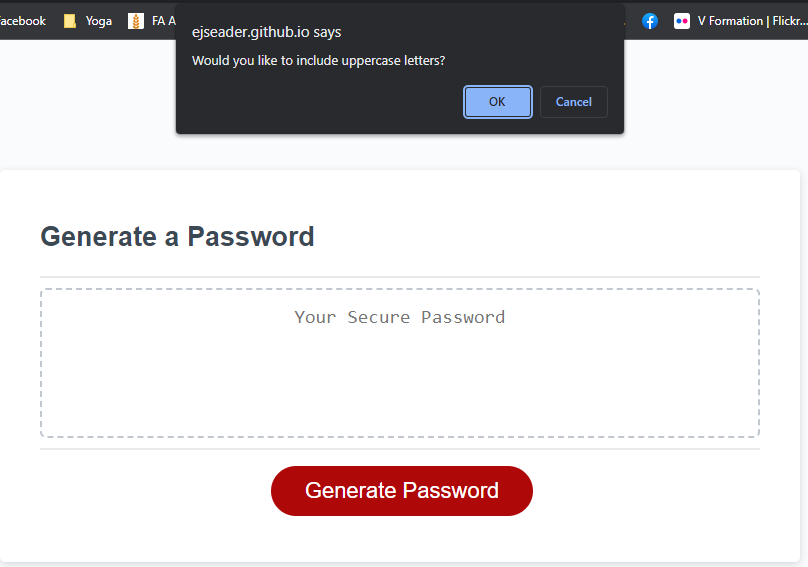 acebook Yoga FA A V Formation | Flickr...
ejseader.github.io says
Would you like to include uppercase letters?
OK Cancel
Generate a Password
Your Secure Password
Generate Password